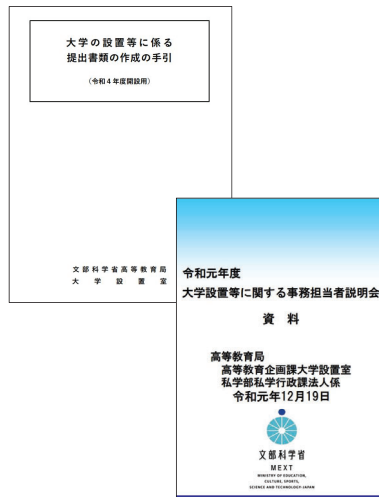 大学の設置等に係る
提出書類の作成の手引
（令和４年度開設用）
文部科学省高等教育局
大学設置室
令和元年度
大学設置等に関する事務担当者説明会
資 料
高等教育局
高等教育企画課大学設置室
私学部私学行政課法人係
令和元年12月19日
文部科学省
MEXT
MINISTRY OF EDUCATION,
CULTURE, SPORTS,
SCIENCE AND TECHNOLOGY-JAPAN